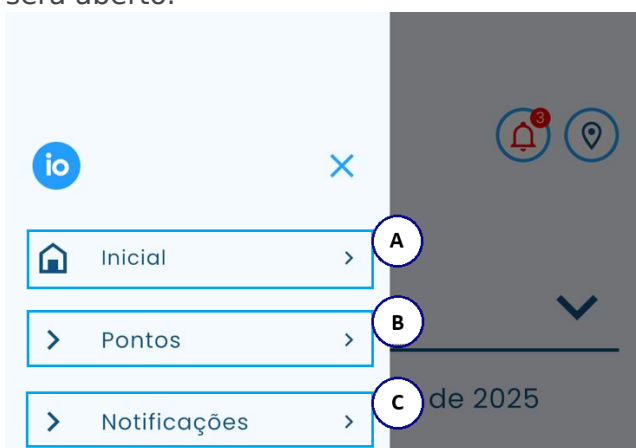 será aberto.
3
io
Inicial
A
Pontos
B
Notificações
C
de 2025